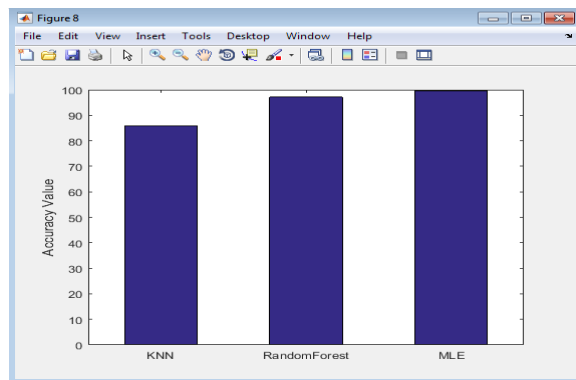 Figure 8
File Edit View Insert Tools Desktop Window Help
100
90
80
70
60
50
40
30
20
10
0
Accuracy Value
KNN RandomForest MLE